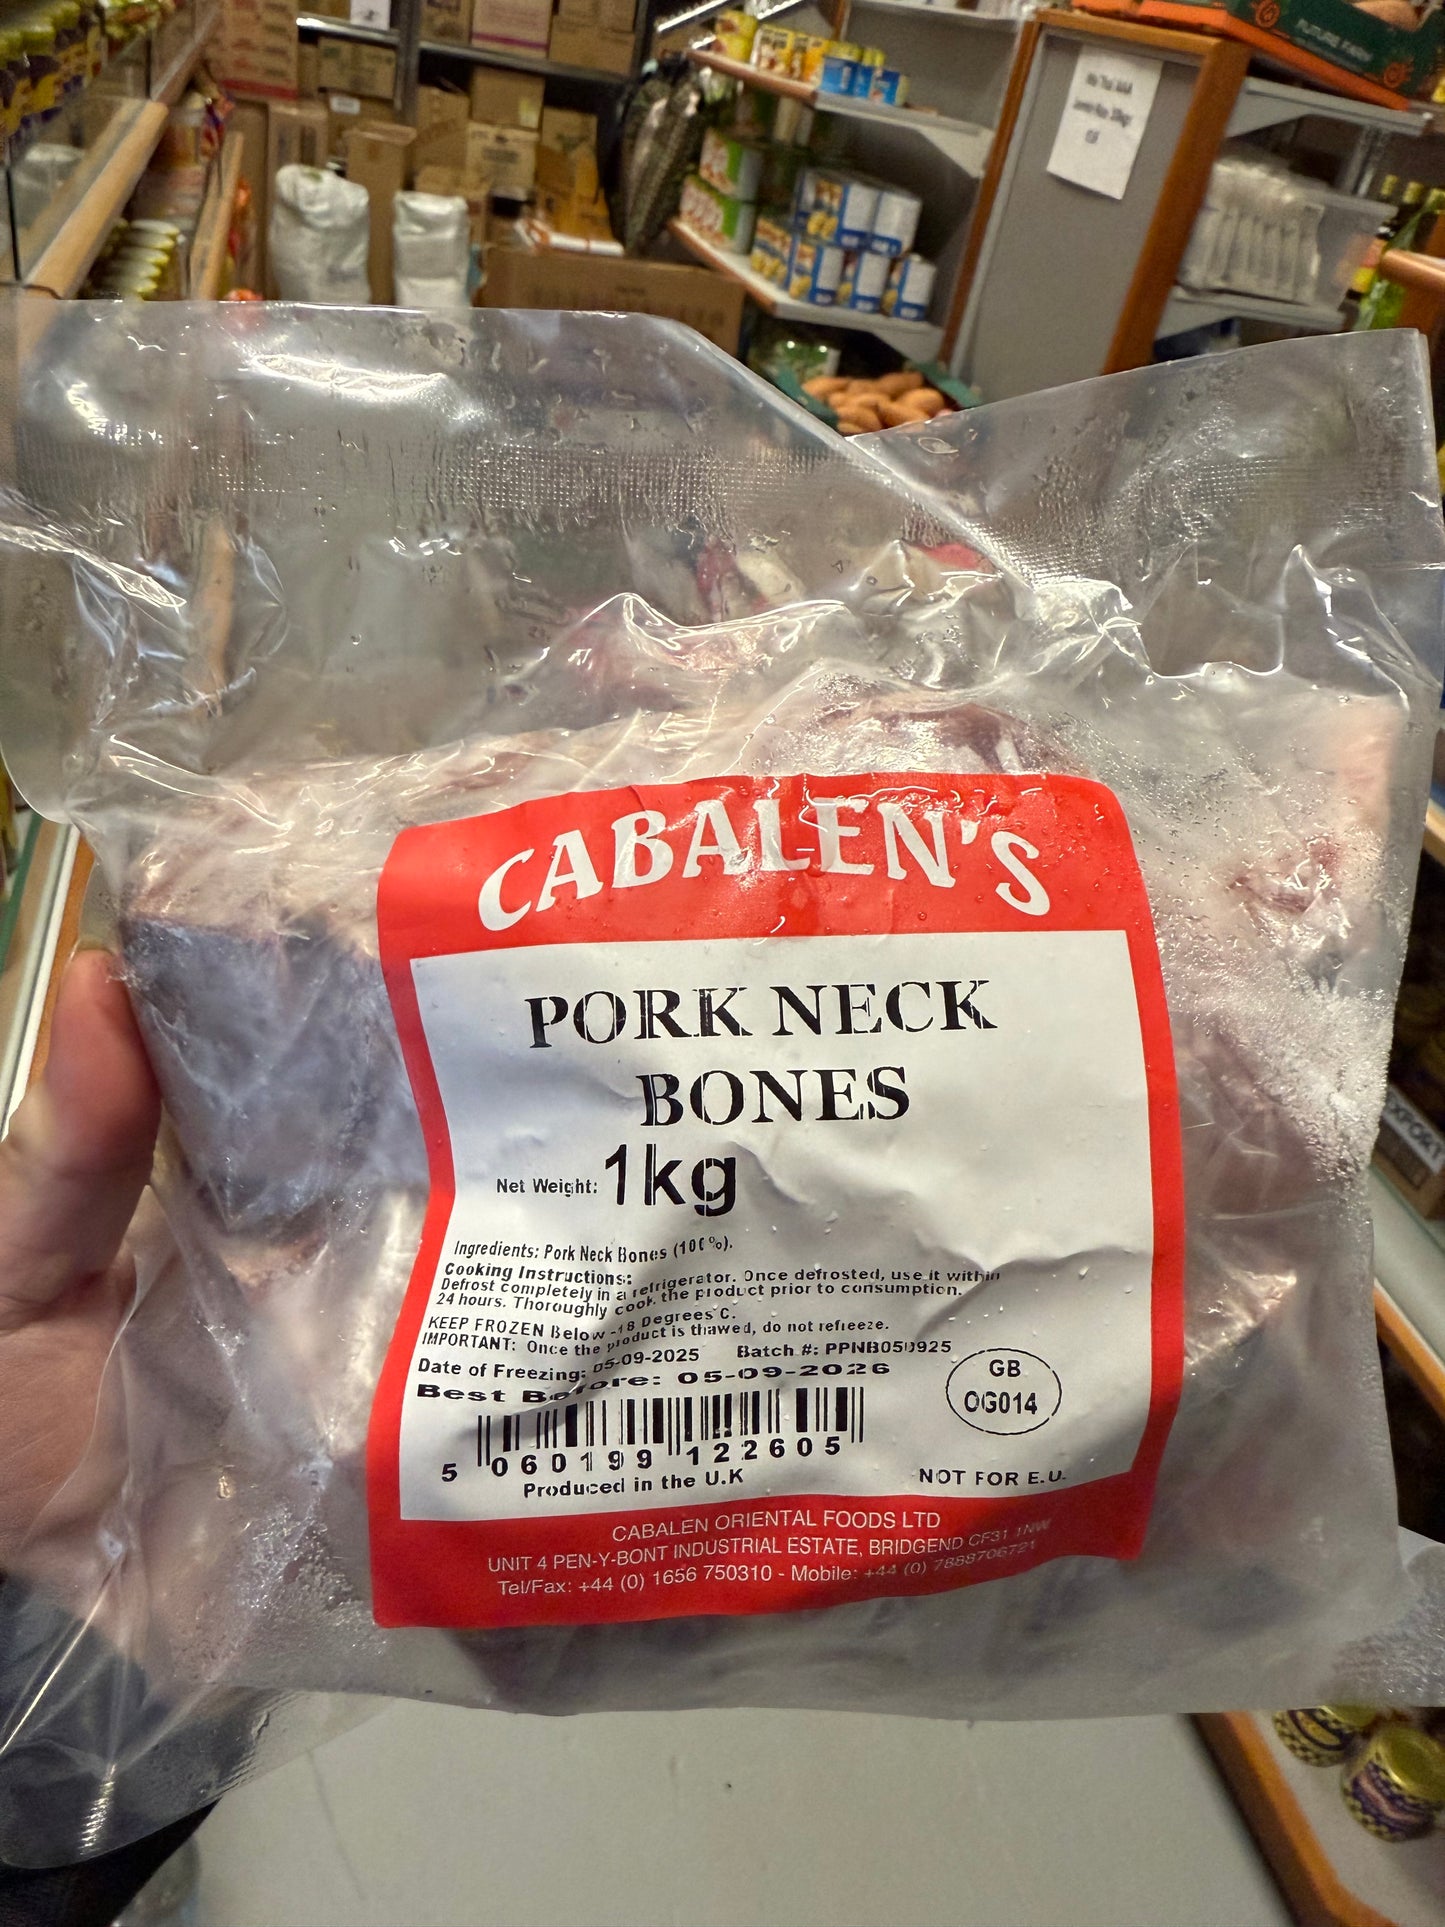 FUTURE FARM
CABALEN'S
PORK NECK
BONES
Net Weight: 1kg
Ingredients: Pork Neck Bones (100%).
Cooking Instructions:
Defrost completely in a refrigerator. Once defrosted, use it within
24 hours. Thoroughly cook the product prior to consumption.
KEEP FROZEN Below -18 Degrees C.
IMPORTANT: Once the product is thawed, do not refreeze.
Date of Freezing: 05-09-2025 Batch #: PPNB050925
Best Before: 05-09-2026
GB
OG014
5 060199 122605
Produced in the U.K
NOT FOR E.U.
CABALEN ORIENTAL FOODS LTD
UNIT 4 PEN-Y-BONT INDUSTRIAL ESTATE, BRIDGEND CF31 1NW
Tel/Fax: +44 (0) 1656 750310 - Mobile: +44 (0) 7888706721